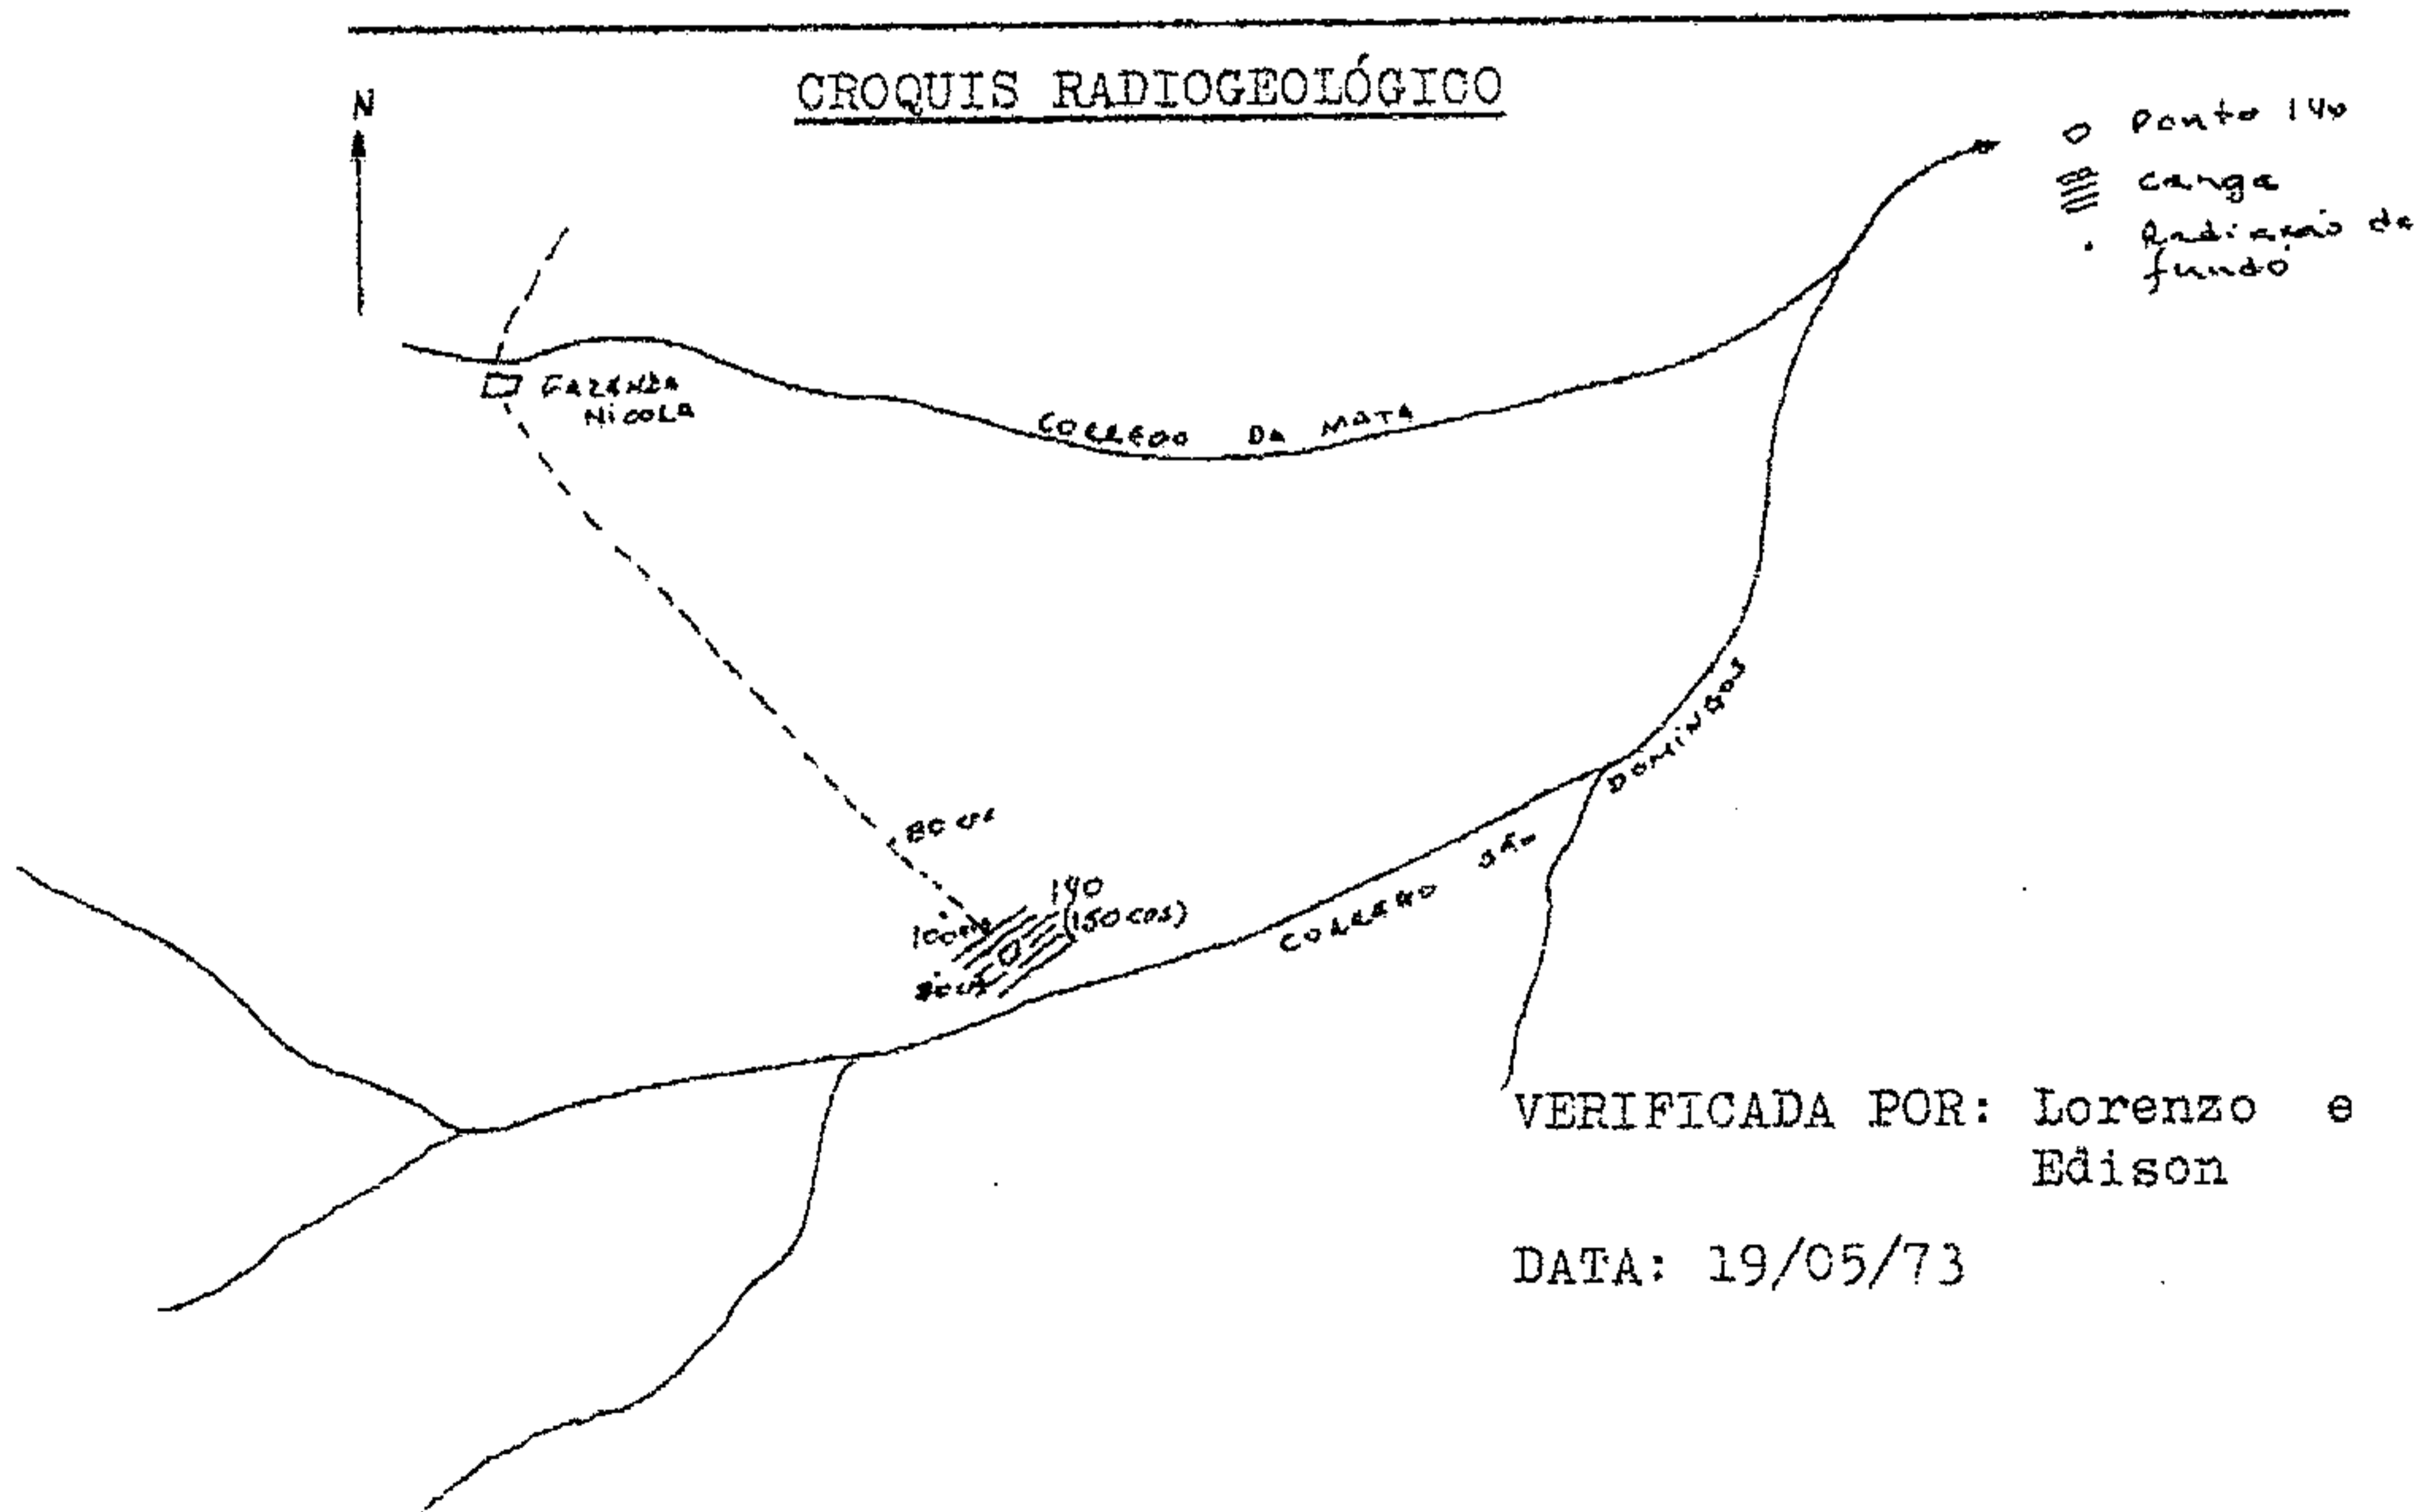 CROQUIS RADIOGEOLÓGICO
N
Ponto 140
Canga
Radiação de
fundo
FAZENDA
NICOLA
CORREGO DA MATA
CORREGO SÃO DOMINGOS
80 cps
140
(150 cps)
100 cps
VERIFICADA POR: Lorenzo e
Edison
DATA: 19/05/73